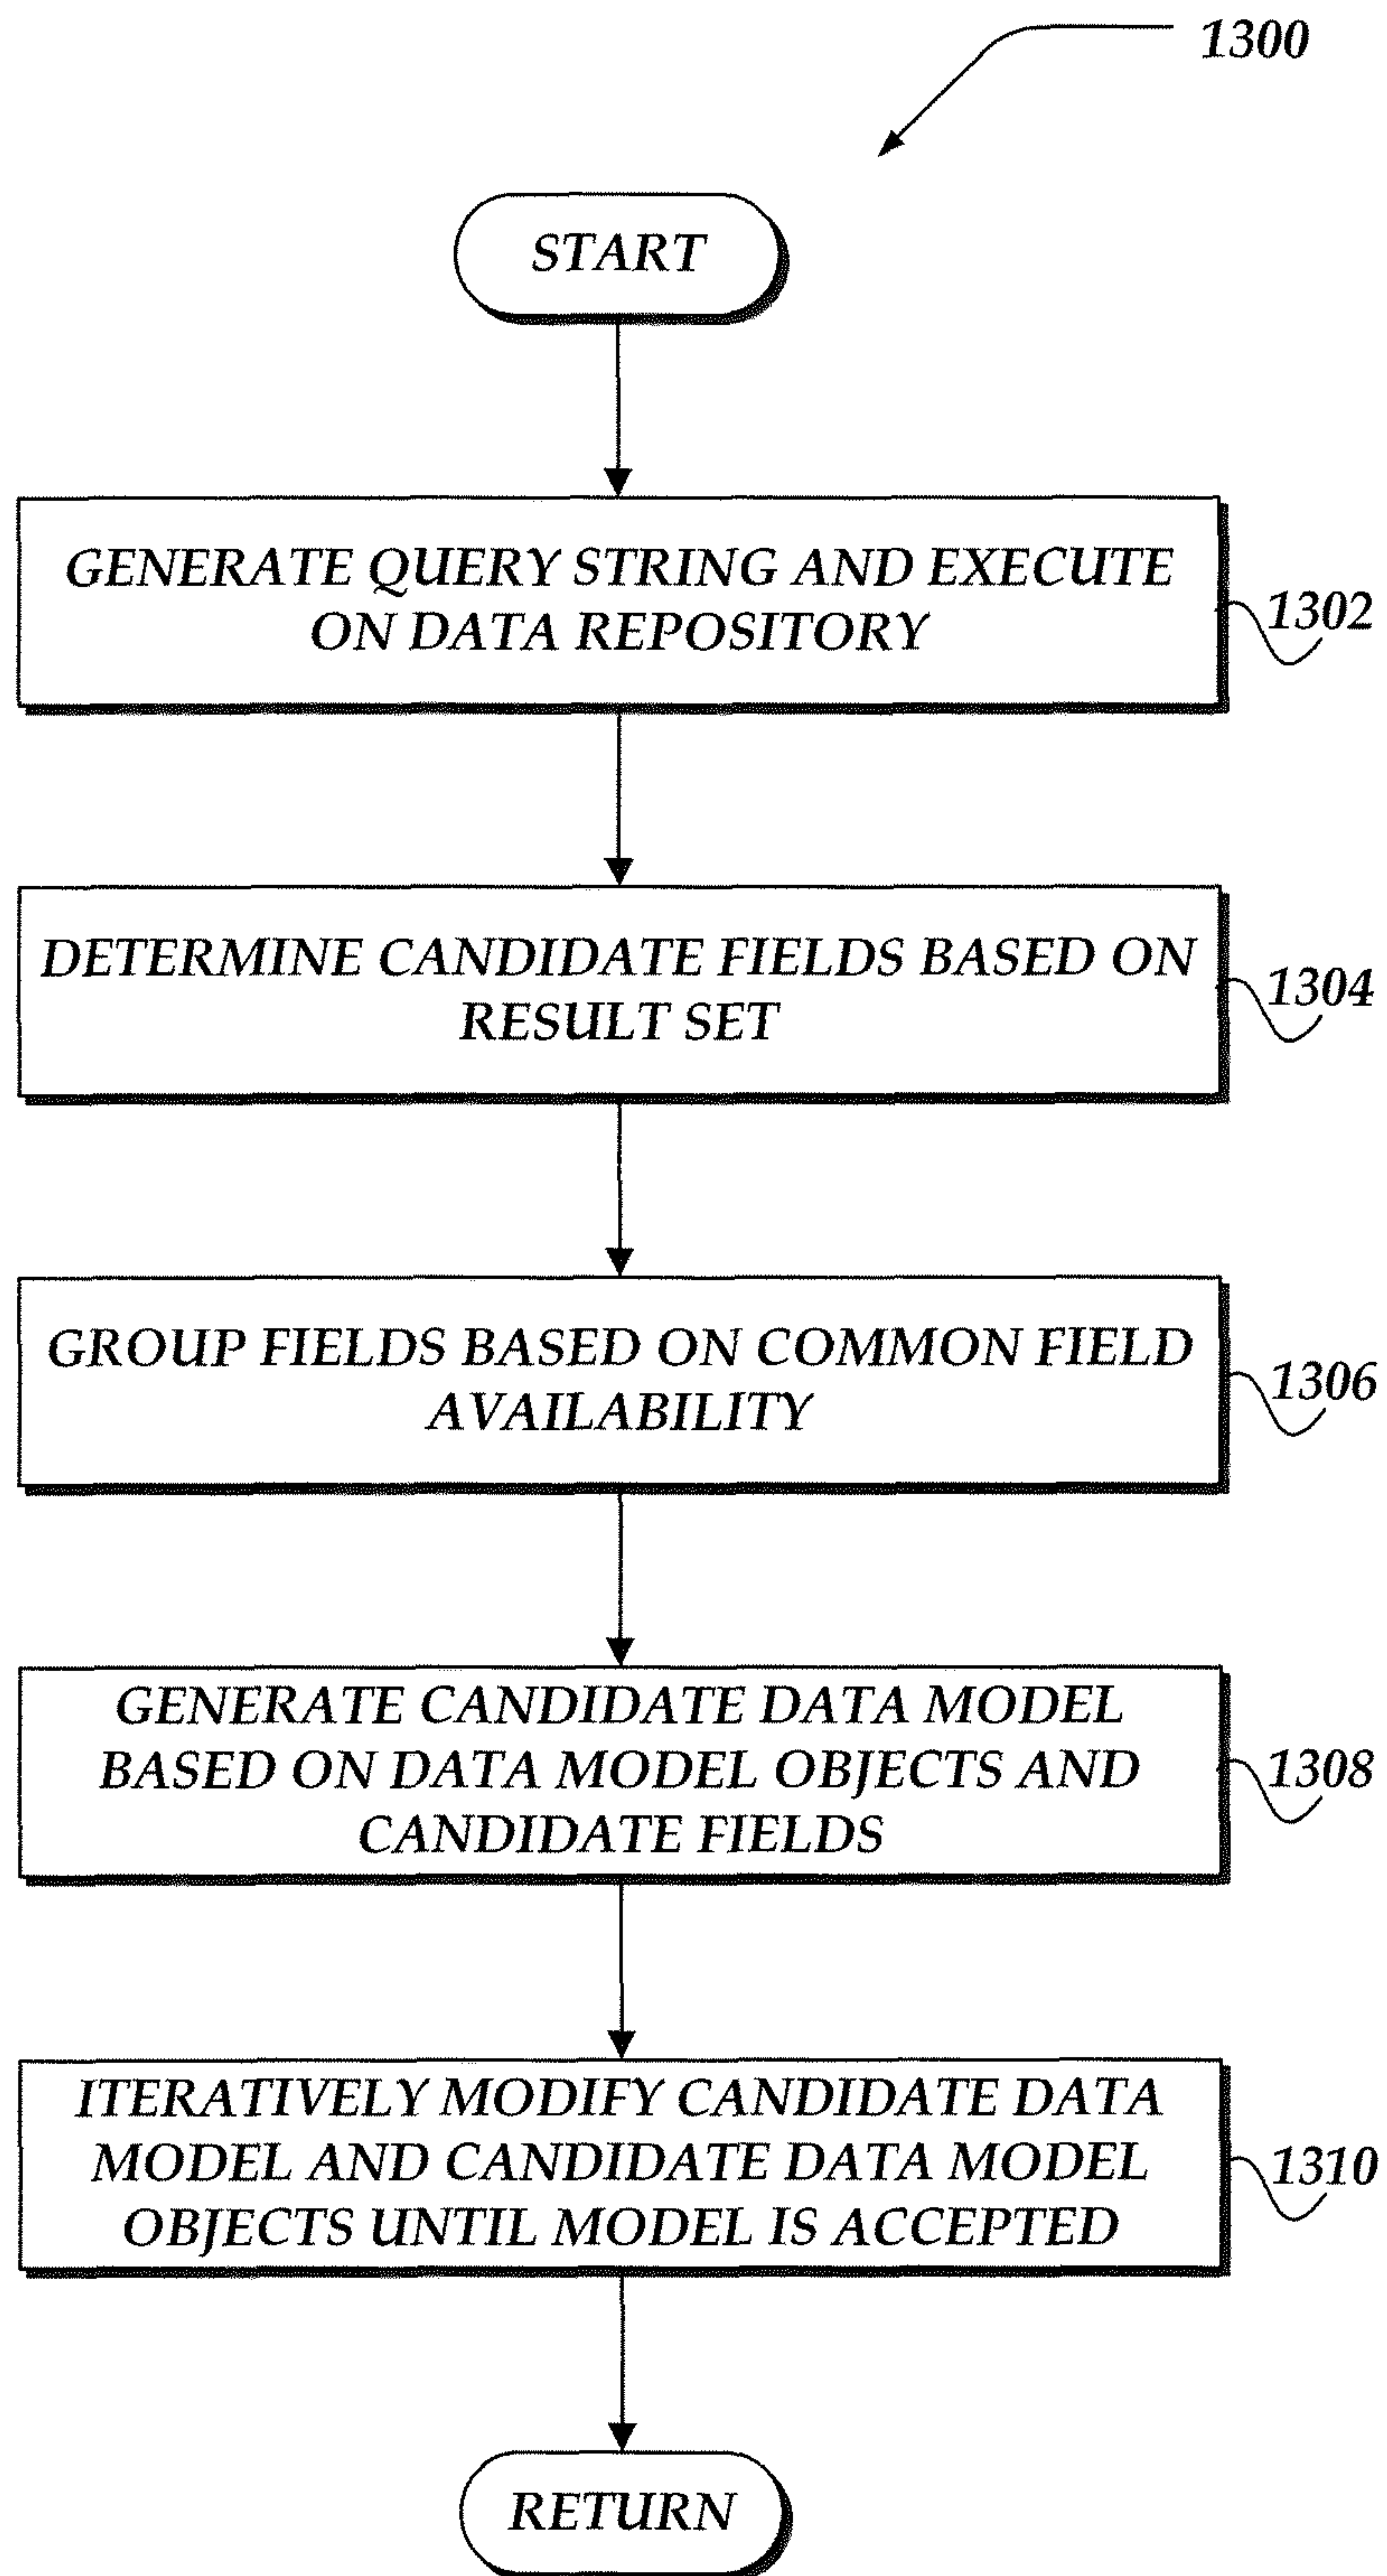 1300
START
GENERATE QUERY STRING AND EXECUTE
ON DATA REPOSITORY
1302
DETERMINE CANDIDATE FIELDS BASED ON
RESULT SET
1304
GROUP FIELDS BASED ON COMMON FIELD
AVAILABILITY
1306
GENERATE CANDIDATE DATA MODEL
BASED ON DATA MODEL OBJECTS AND
CANDIDATE FIELDS
1308
ITERATIVELY MODIFY CANDIDATE DATA
MODEL AND CANDIDATE DATA MODEL
OBJECTS UNTIL MODEL IS ACCEPTED
1310
RETURN